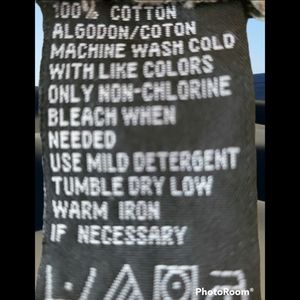 100% COTTON
ALGODON/COTON
MACHINE WASH COLD
WITH LIKE COLORS
ONLY NON-CHLORINE
BLEACH WHEN
NEEDED
USE MILD DETERGENT
TUMBLE DRY LOW
WARM IRON
IF NECESSARY
PhotoRoom